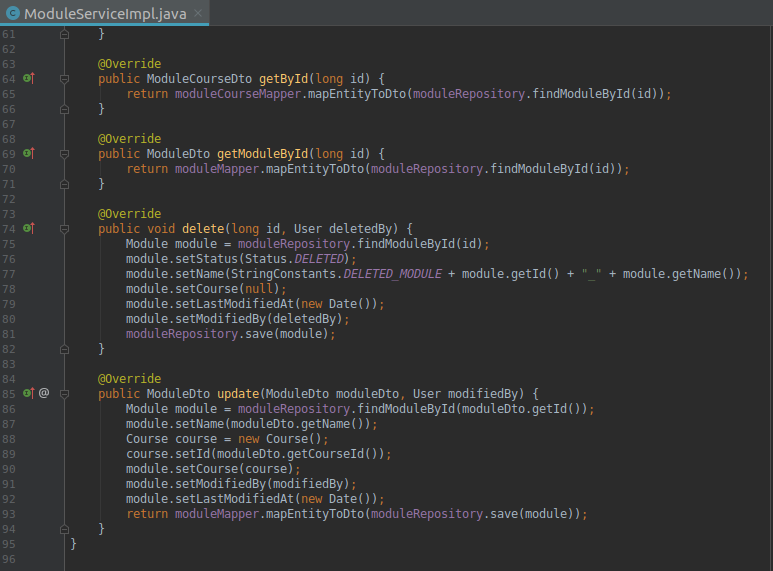 ModuleServiceImpl.java
61 }
62
63 @Override
64 public ModuleCourseDto getById(long id) {
65 return moduleCourseMapper.mapEntityToDto(moduleRepository.findModuleById(id));
66 }
67
68 @Override
69 public ModuleDto getModuleById(long id) {
70 return moduleMapper.mapEntityToDto(moduleRepository.findModuleById(id));
71 }
72
73 @Override
74 public void delete(long id, User deletedBy) {
75 Module module = moduleRepository.findModuleById(id);
76 module.setStatus(Status.DELETED);
77 module.setName(StringConstants.DELETED_MODULE + module.getId() + "_" + module.getName());
78 module.setCourse(null);
79 module.setLastModifiedAt(new Date());
80 module.setModifiedBy(deletedBy);
81 moduleRepository.save(module);
82 }
83
84 @Override
85 @ public ModuleDto update(ModuleDto moduleDto, User modifiedBy) {
86 Module module = moduleRepository.findModuleById(moduleDto.getId());
87 module.setName(moduleDto.getName());
88 Course course = new Course();
89 course.setId(moduleDto.getCourseId());
90 module.setCourse(course);
91 module.setModifiedBy(modifiedBy);
92 module.setLastModifiedAt(new Date());
93 return moduleMapper.mapEntityToDto(moduleRepository.save(module));
94 }
95 }
96